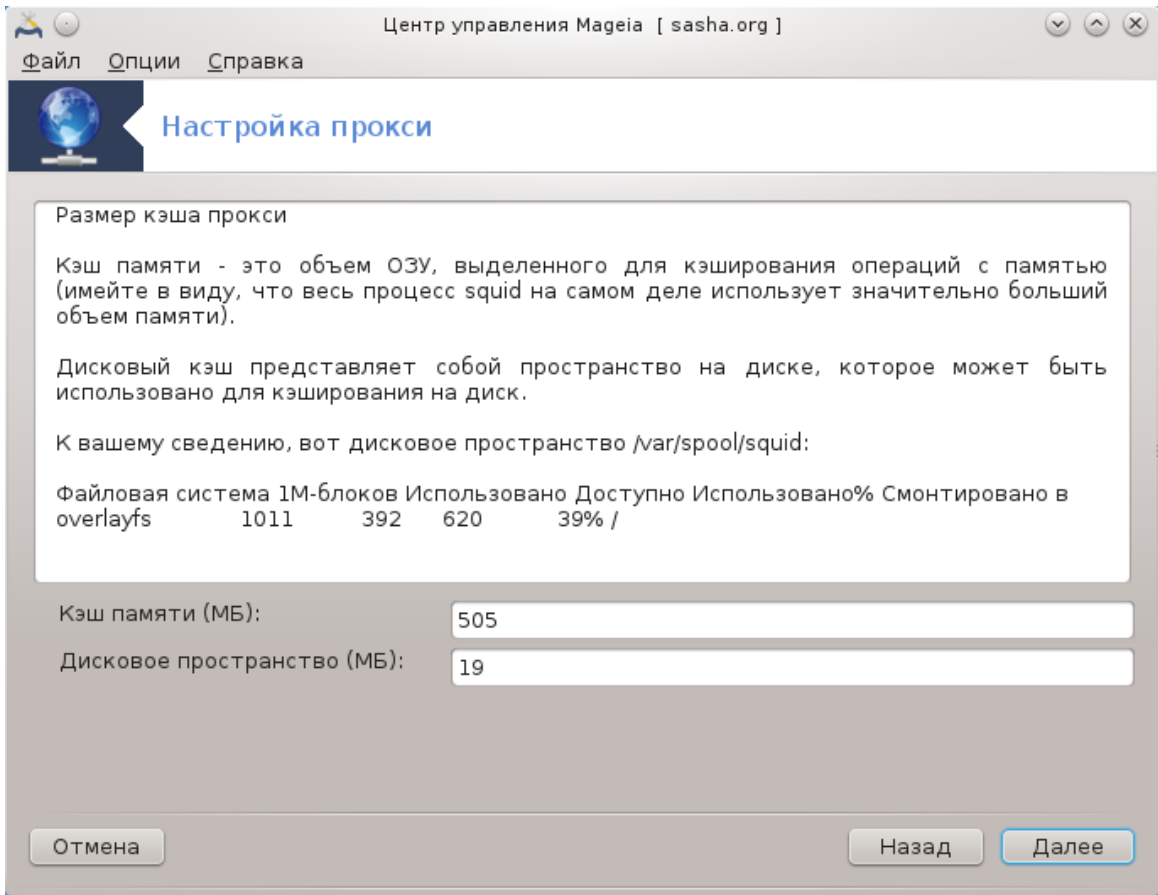 Центр управления Mageia [ sasha.org ]
Файл Опции Справка
Настройка прокси
Размер кэша прокси
Кэш памяти - это объем ОЗУ, выделенного для кэширования операций с памятью
(имейте в виду, что весь процесс squid на самом деле использует значительно больший
объем памяти).
Дисковый кэш представляет собой пространство на диске, которое может быть
использовано для кэширования на диск.
К вашему сведению, вот дисковое пространство /var/spool/squid:
Файловая система 1M-блоков Использовано Доступно Использовано% Смонтировано в
overlayfs 1011 392 620 39% /
Кэш памяти (МБ): 505
Дисковое пространство (МБ): 19
Отмена Назад Далее